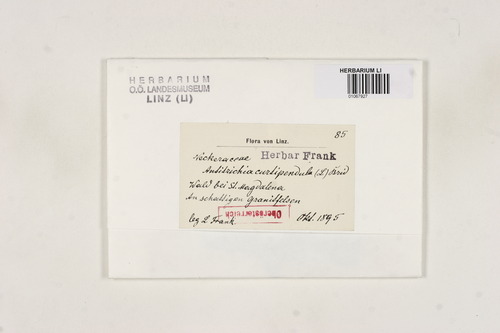 HERBARIUM
O.Ö. LANDESMUSEUM
LINZ (LI)
HERBARIUM LI
01067927
85
Flora von Linz.
Neckeraceae Herbar Frank
Antitrichia curtipendula (L) Brid
Wald bei St. Magdalena
An schattigen Granitfelsen
Oberösterreich
leg L Frank. Okt. 1895